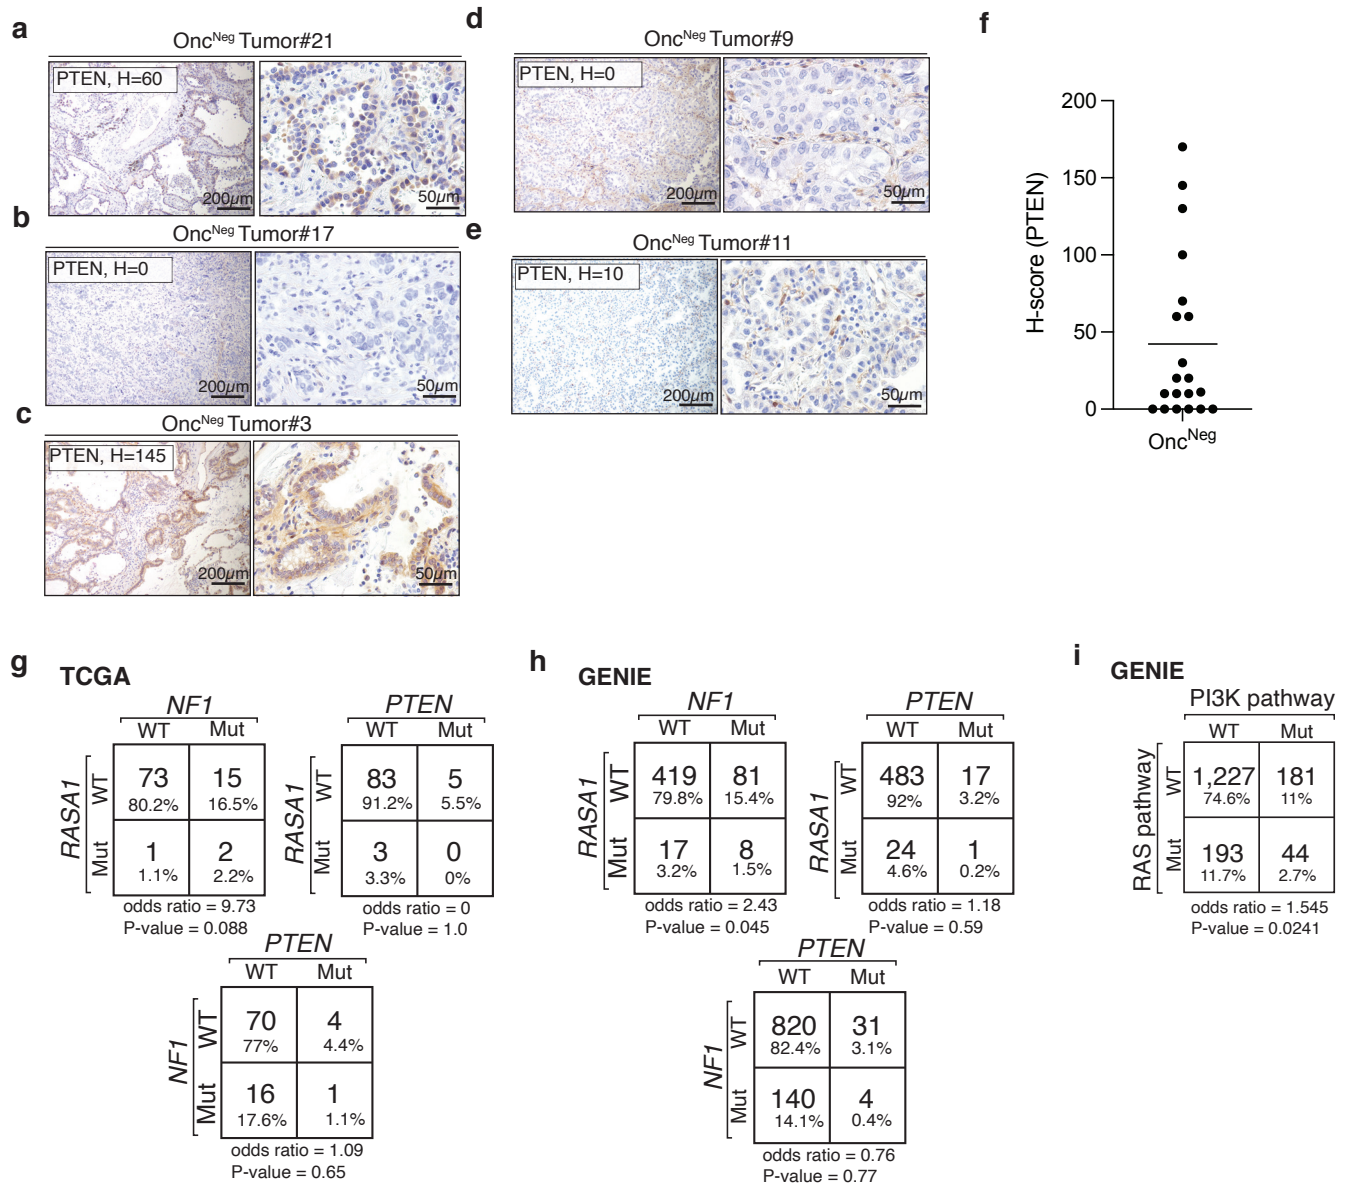 a
Onc^Neg Tumor#21
PTEN, H=60
200µm
50µm
b
Onc^Neg Tumor#17
PTEN, H=0
200µm
50µm
c
Onc^Neg Tumor#3
PTEN, H=145
200µm
50µm
d
Onc^Neg Tumor#9
PTEN, H=0
200µm
50µm
e
Onc^Neg Tumor#11
PTEN, H=10
200µm
50µm
f
H-score (PTEN)
200
150
100
50
0
Onc^Neg
g
TCGA
NF1
WT Mut
RASA1
WT
73 15
80.2% 16.5%
Mut
1 2
1.1% 2.2%
odds ratio = 9.73
P-value = 0.088
PTEN
WT Mut
RASA1
WT
83 5
91.2% 5.5%
Mut
3 0
3.3% 0%
odds ratio = 0
P-value = 1.0
PTEN
WT Mut
NF1
WT
70 4
77% 4.4%
Mut
16 1
17.6% 1.1%
odds ratio = 1.09
P-value = 0.65
h
GENIE
NF1
WT Mut
RASA1
WT
419 81
79.8% 15.4%
Mut
17 8
3.2% 1.5%
odds ratio = 2.43
P-value = 0.045
PTEN
WT Mut
RASA1
WT
483 17
92% 3.2%
Mut
24 1
4.6% 0.2%
odds ratio = 1.18
P-value = 0.59
PTEN
WT Mut
NF1
WT
820 31
82.4% 3.1%
Mut
140 4
14.1% 0.4%
odds ratio = 0.76
P-value = 0.77
i
GENIE
PI3K pathway
WT Mut
RAS pathway
WT
1,227 181
74.6% 11%
Mut
193 44
11.7% 2.7%
odds ratio = 1.545
P-value = 0.0241